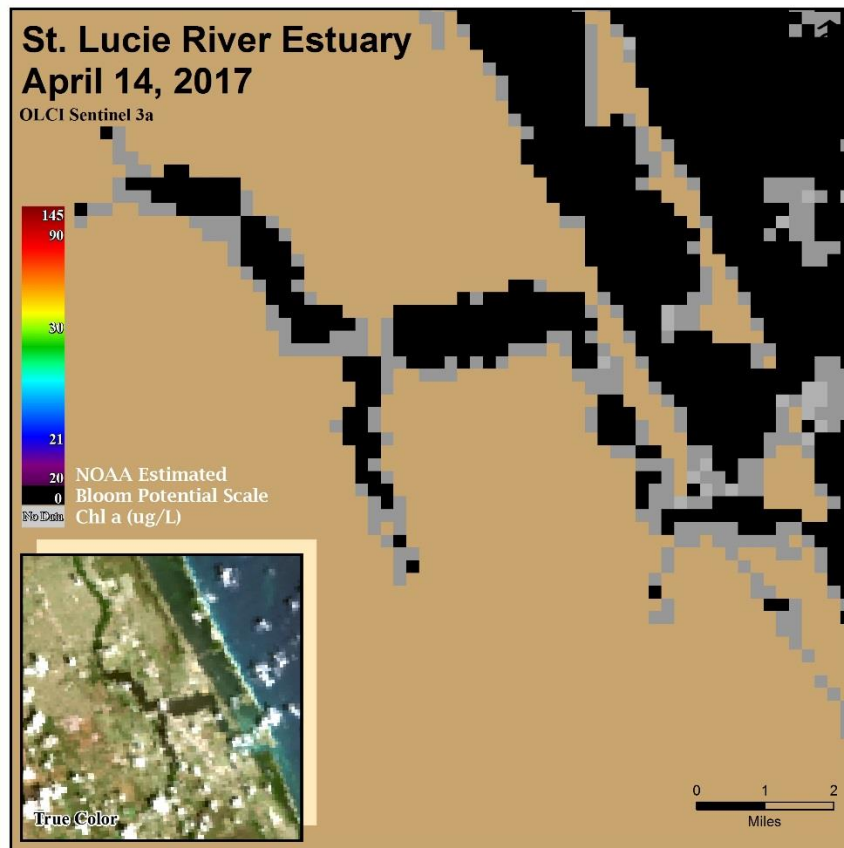 St. Lucie River Estuary
April 14, 2017
OLCI Sentinel 3a
145
90
30
21
20
0
No Data
NOAA Estimated
Bloom Potential Scale
Chl a (ug/L)
True Color
0 1 2
Miles